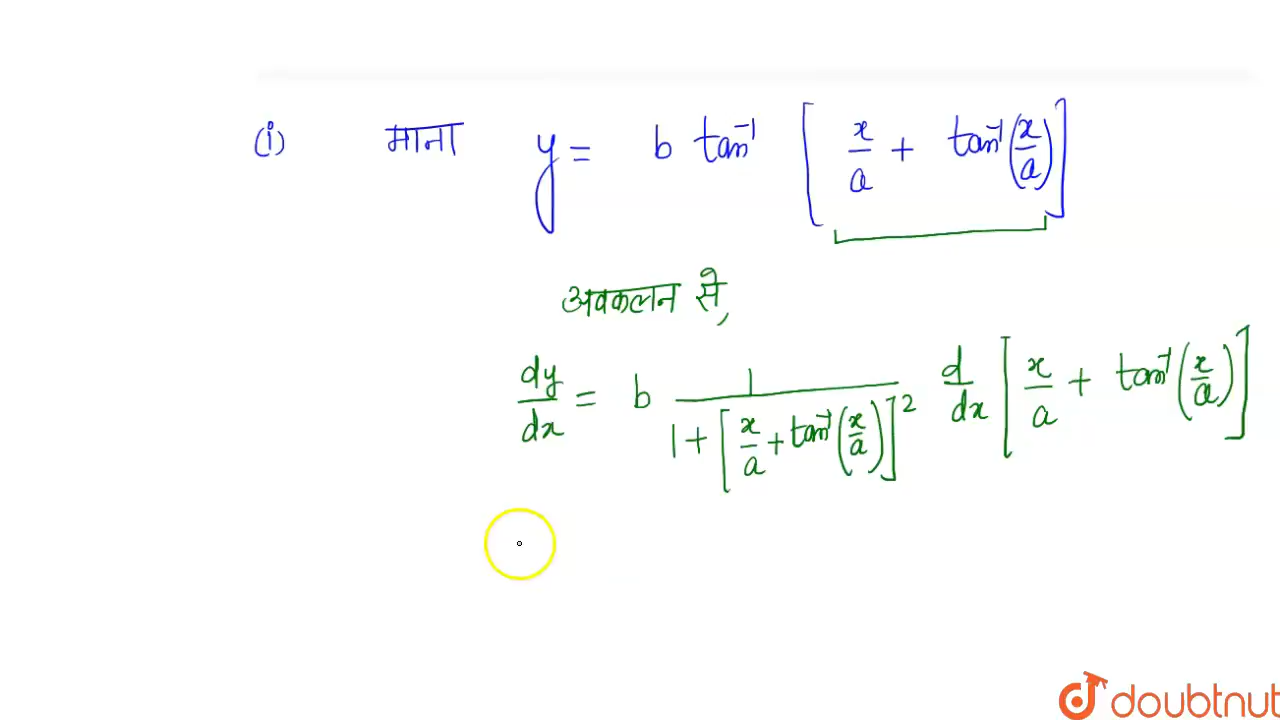 (i) माना y = b tan⁻¹ [x/a + tan⁻¹(x/a)]
अवकलन से,
dy/dx = b 1/(1+[x/a + tan⁻¹(x/a)]²) d/dx [x/a + tan⁻¹(x/a)]
doubtnut